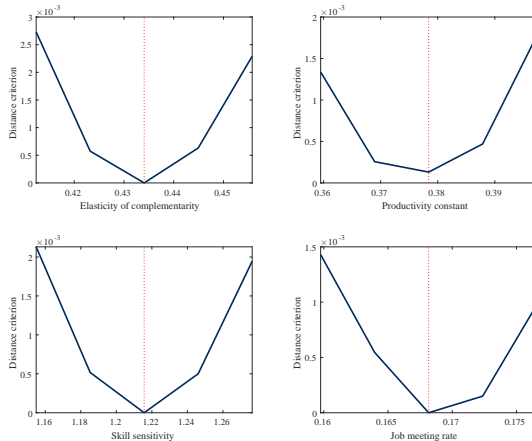 ×10⁻³ ×10⁻³
3 2
2.5
2 1.5
1.5 1
1 0.5
0.5
0 0
Distance criterion Distance criterion
0.42 0.43 0.44 0.45 0.36 0.37 0.38 0.39
Elasticity of complementarity Productivity constant
×10⁻³ ×10⁻³
2 1.5
1.5 1
1 0.5
0.5
0 0
Distance criterion Distance criterion
1.16 1.18 1.2 1.22 1.24 1.26 0.16 0.165 0.17 0.175
Skill sensitivity Job meeting rate